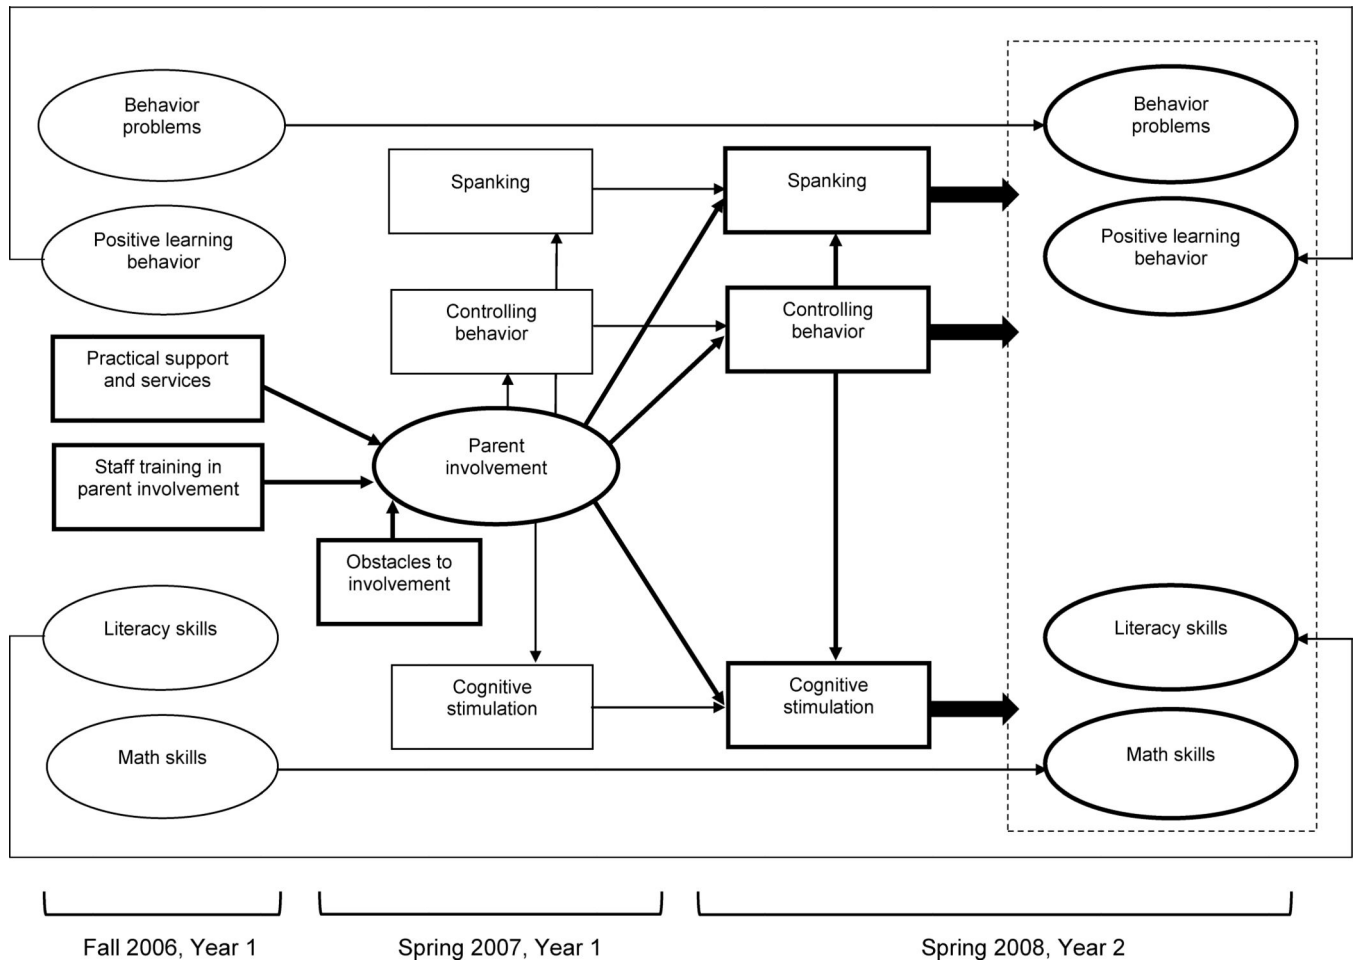 Behavior
problems
Positive learning
behavior
Practical support
and services
Staff training in
parent involvement
Literacy skills
Math skills
Spanking
Controlling
behavior
Parent
involvement
Obstacles to
involvement
Cognitive
stimulation
Spanking
Controlling
behavior
Cognitive
stimulation
Behavior
problems
Positive learning
behavior
Literacy skills
Math skills
Fall 2006, Year 1
Spring 2007, Year 1
Spring 2008, Year 2